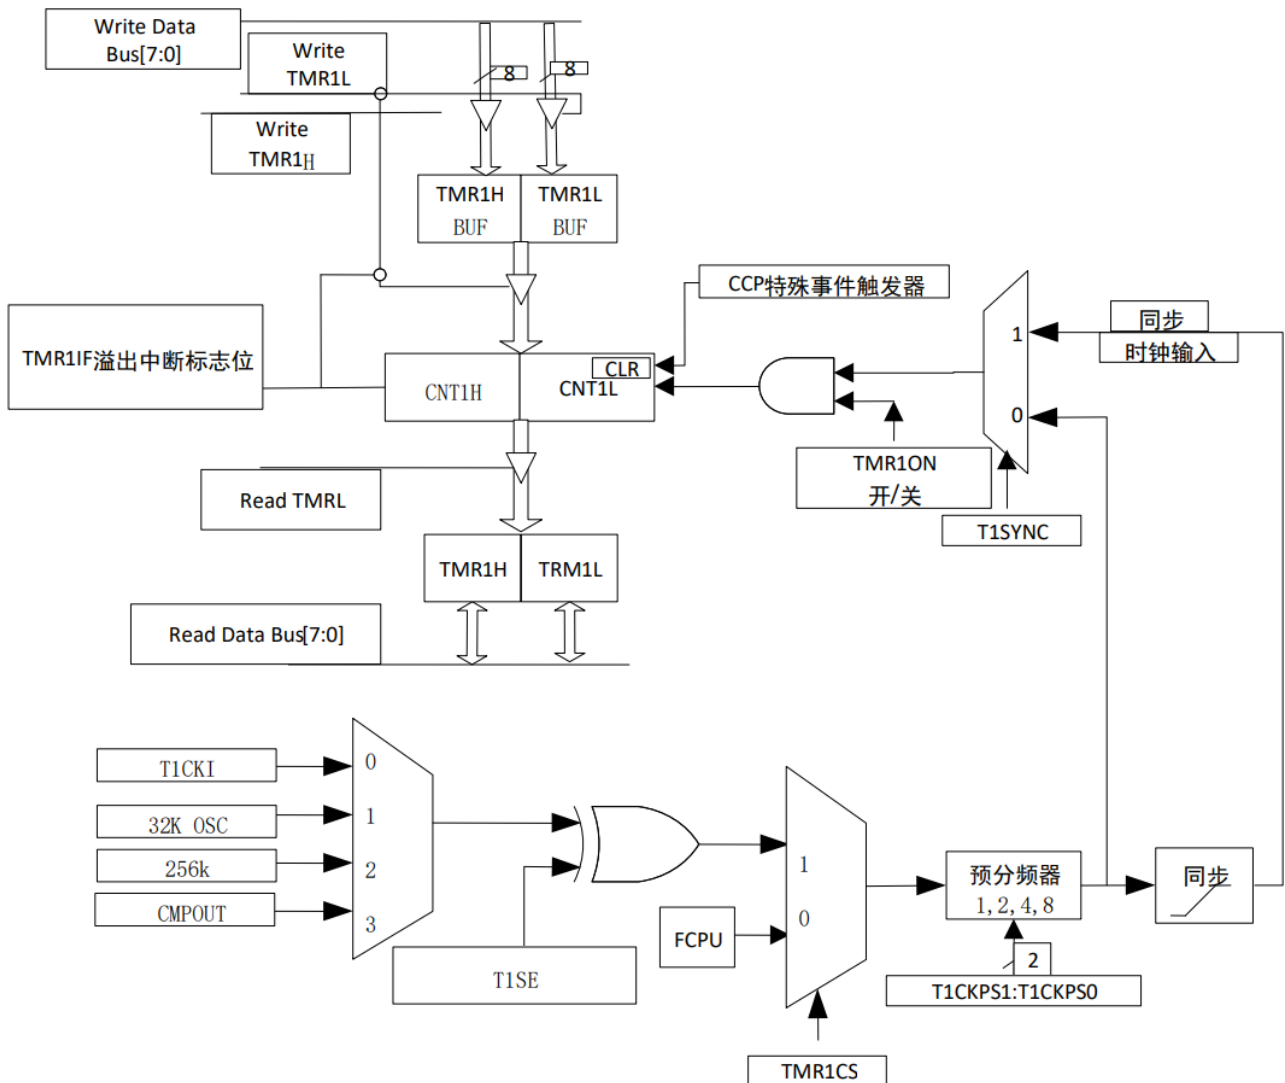 Write Data
Bus[7:0]
Write
TMR1L
8
8
Write
TMR1H
TMR1H
BUF
TMR1L
BUF
CCP特殊事件触发器
同步
时钟输入
1
0
TMR1IF溢出中断标志位
CLR
CNT1H
CNT1L
TMR1ON
开/关
T1SYNC
Read TMRL
TMR1H
TRM1L
Read Data Bus[7:0]
T1CKI
0
32K OSC
1
256k
2
CMPOUT
3
T1SE
1
0
FCPU
预分频器
1,2,4,8
同步
2
T1CKPS1:T1CKPS0
TMR1CS